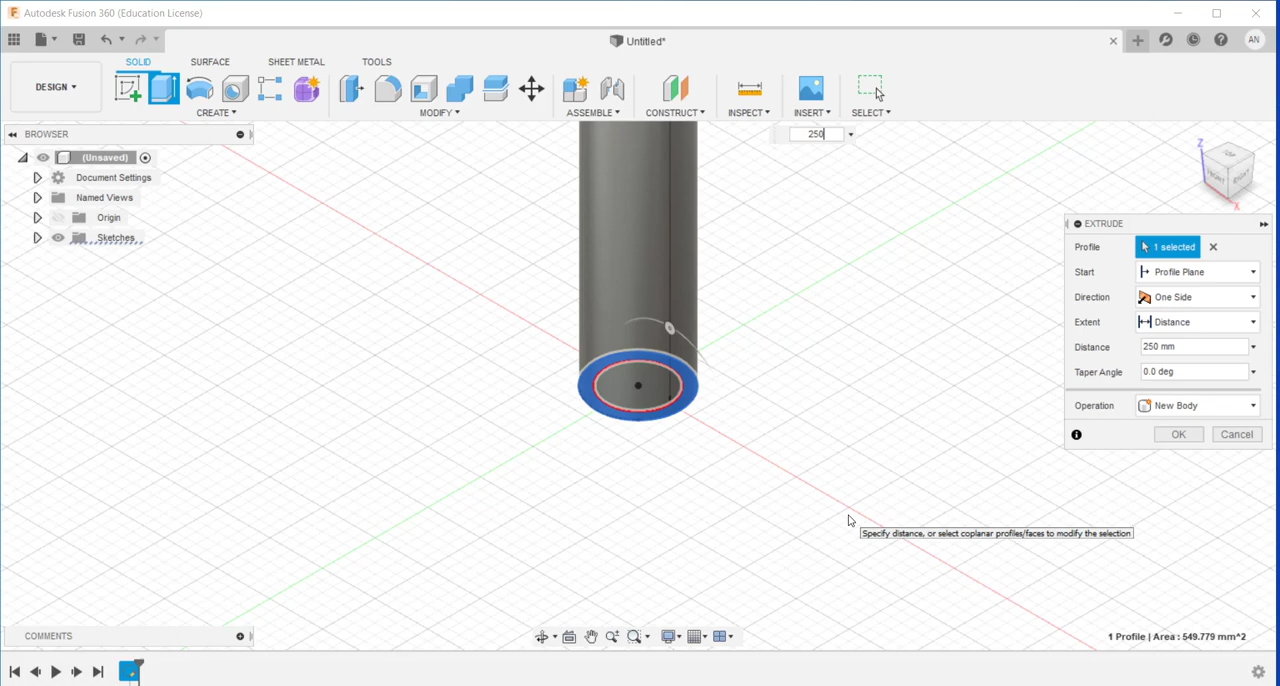 Autodesk Fusion 360 (Education License)
Untitled*
AN
DESIGN
SOLID
SURFACE
SHEET METAL
TOOLS
CREATE
MODIFY
ASSEMBLE
CONSTRUCT
INSPECT
INSERT
SELECT
BROWSER
250
(Unsaved)
Document Settings
Named Views
Origin
Sketches
Z
TOP
FRONT
RIGHT
X
EXTRUDE
Profile 1 selected
Start Profile Plane
Direction One Side
Extent Distance
Distance 250 mm
Taper Angle 0.0 deg
Operation New Body
OK Cancel
Specify distance, or select coplanar profiles/faces to modify the selection
COMMENTS
1 Profile | Area : 549.779 mm^2